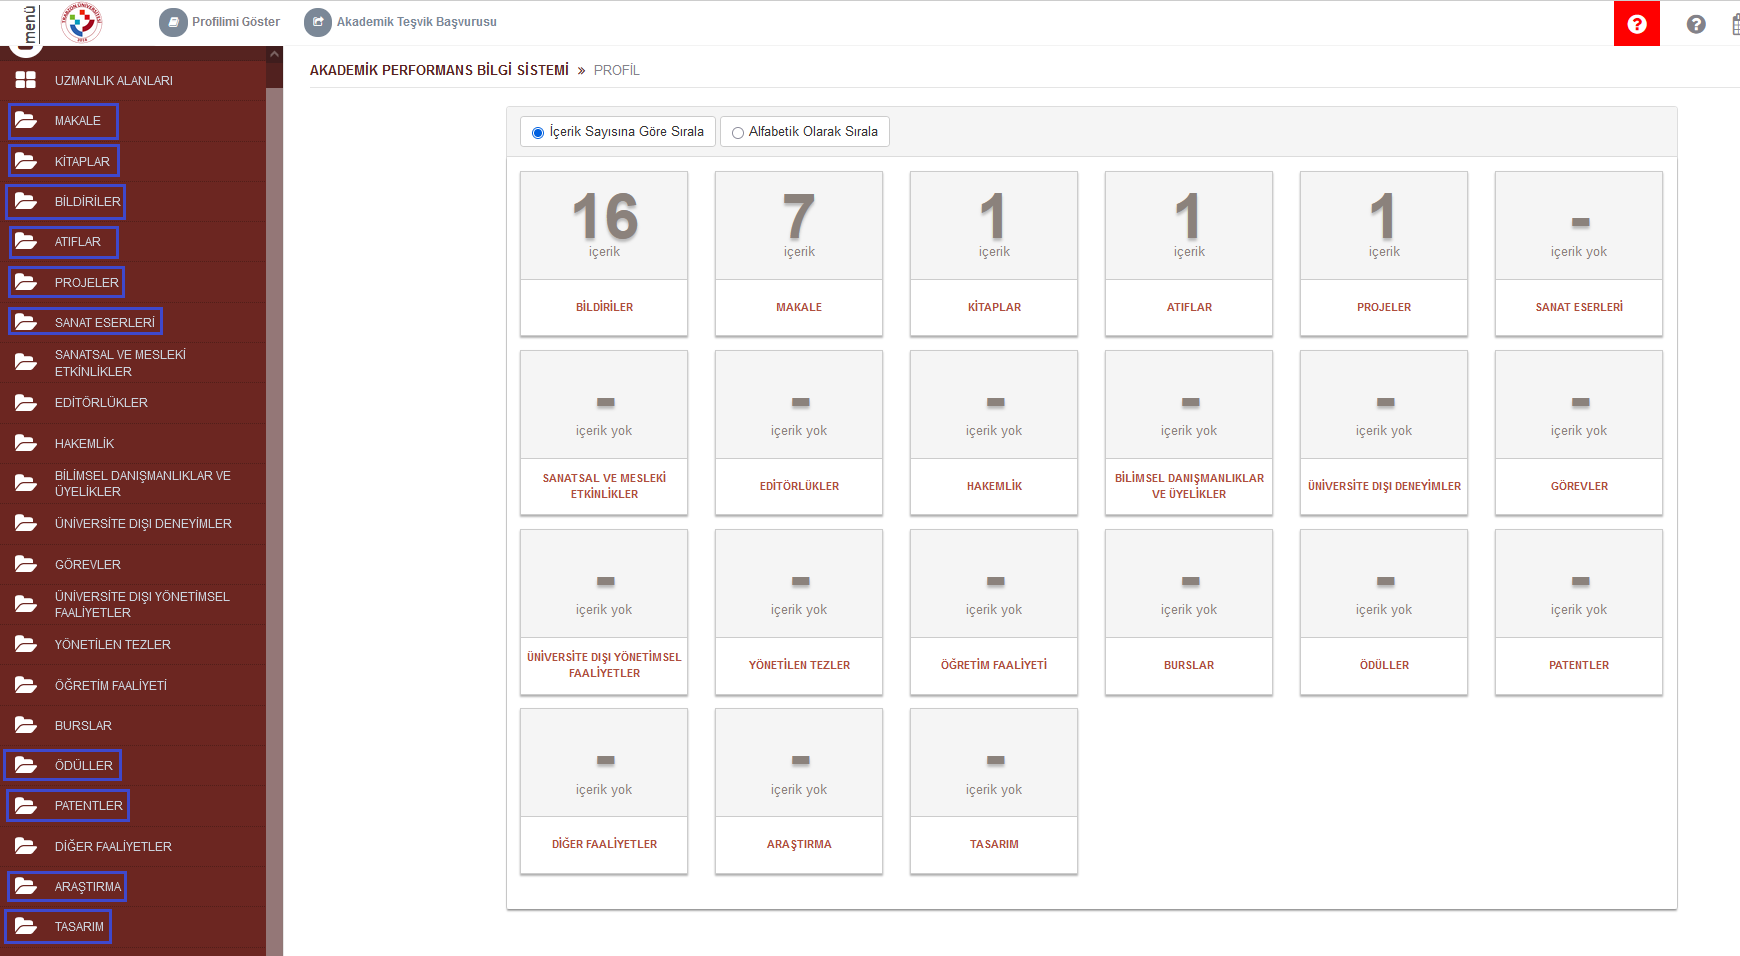 menü
Profilimi Göster
Akademik Teşvik Başvurusu
UZMANLIK ALANLARI
MAKALE
KİTAPLAR
BİLDİRİLER
ATIFLAR
PROJELER
SANAT ESERLERİ
SANATSAL VE MESLEKİ
ETKİNLİKLER
EDİTÖRLÜKLER
HAKEMLİK
BİLİMSEL DANIŞMANLIKLAR VE
ÜYELİKLER
ÜNİVERSİTE DIŞI DENEYİMLER
GÖREVLER
ÜNİVERSİTE DIŞI YÖNETİMSEL
FAALİYETLER
YÖNETİLEN TEZLER
ÖĞRETİM FAALİYETİ
BURSLAR
ÖDÜLLER
PATENTLER
DİĞER FAALİYETLER
ARAŞTIRMA
TASARIM
AKADEMİK PERFORMANS BİLGİ SİSTEMİ » PROFİL
İçerik Sayısına Göre Sırala
Alfabetik Olarak Sırala
16
içerik
BİLDİRİLER
7
içerik
MAKALE
1
içerik
KİTAPLAR
1
içerik
ATIFLAR
1
içerik
PROJELER
-
içerik yok
SANAT ESERLERİ
-
içerik yok
SANATSAL VE MESLEKİ
ETKİNLİKLER
-
içerik yok
EDİTÖRLÜKLER
-
içerik yok
HAKEMLİK
-
içerik yok
BİLİMSEL DANIŞMANLIKLAR
VE ÜYELİKLER
-
içerik yok
ÜNİVERSİTE DIŞI DENEYİMLER
-
içerik yok
GÖREVLER
-
içerik yok
ÜNİVERSİTE DIŞI YÖNETİMSEL
FAALİYETLER
-
içerik yok
YÖNETİLEN TEZLER
-
içerik yok
ÖĞRETİM FAALİYETİ
-
içerik yok
BURSLAR
-
içerik yok
ÖDÜLLER
-
içerik yok
PATENTLER
-
içerik yok
DİĞER FAALİYETLER
-
içerik yok
ARAŞTIRMA
-
içerik yok
TASARIM